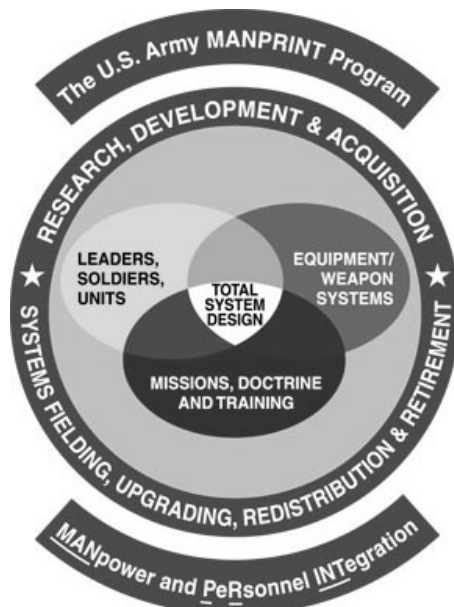 The U.S. Army MANPRINT Program
RESEARCH, DEVELOPMENT & ACQUISITION
LEADERS,
SOLDIERS,
UNITS
EQUIPMENT/
WEAPON
SYSTEMS
TOTAL
SYSTEM
DESIGN
MISSIONS, DOCTRINE
AND TRAINING
SYSTEMS FIELDING, UPGRADING, REDISTRIBUTION & RETIREMENT
MANpower and PeRsonnel INTegration